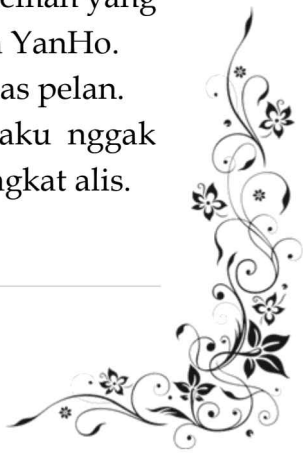 yang
YanHo.
as pelan.
aku nggak
gkat alis.